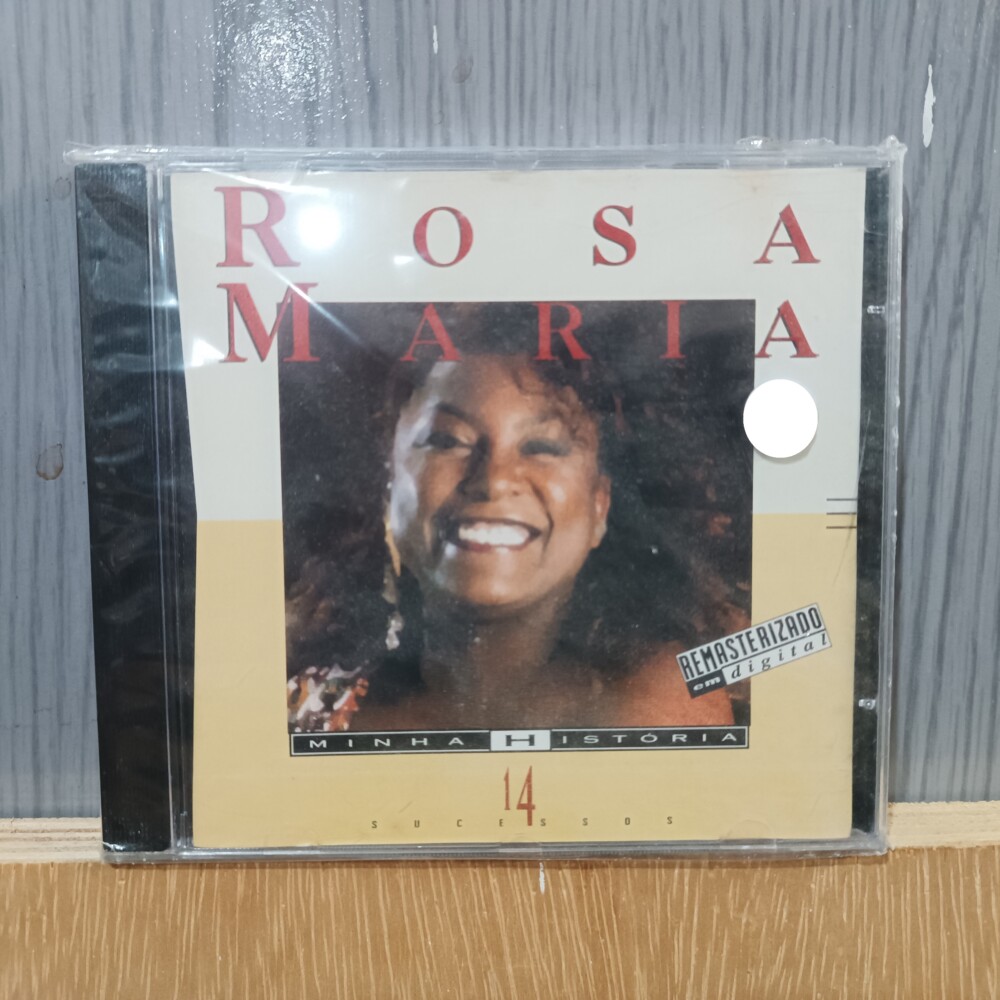 ROSA
MARIA
REMASTERIZADO
em digital
MINHA HISTÓRIA
14
SUCESSOS